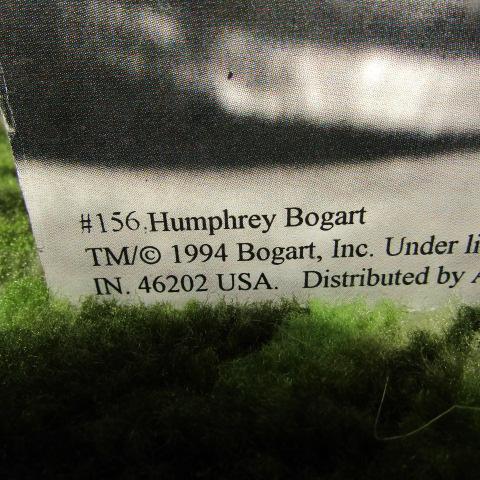 #156.Humphrey Bogart
TM/© 1994 Bogart, Inc. Under
IN. 46202 USA. Distributed by